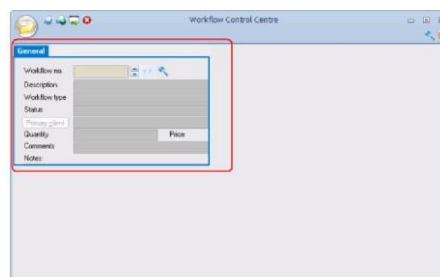 Workflow Control Centre
General
Workflow no.
Description
Workflow type
Status
Primary client
Quantity
Price
Comments
Notes